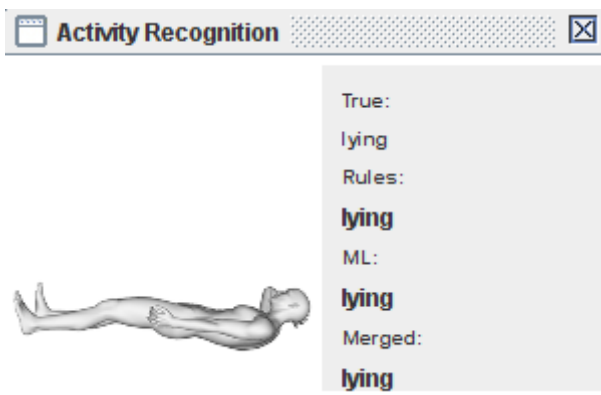 Activity Recognition
True:
lying
Rules:
lying
ML:
lying
Merged:
lying